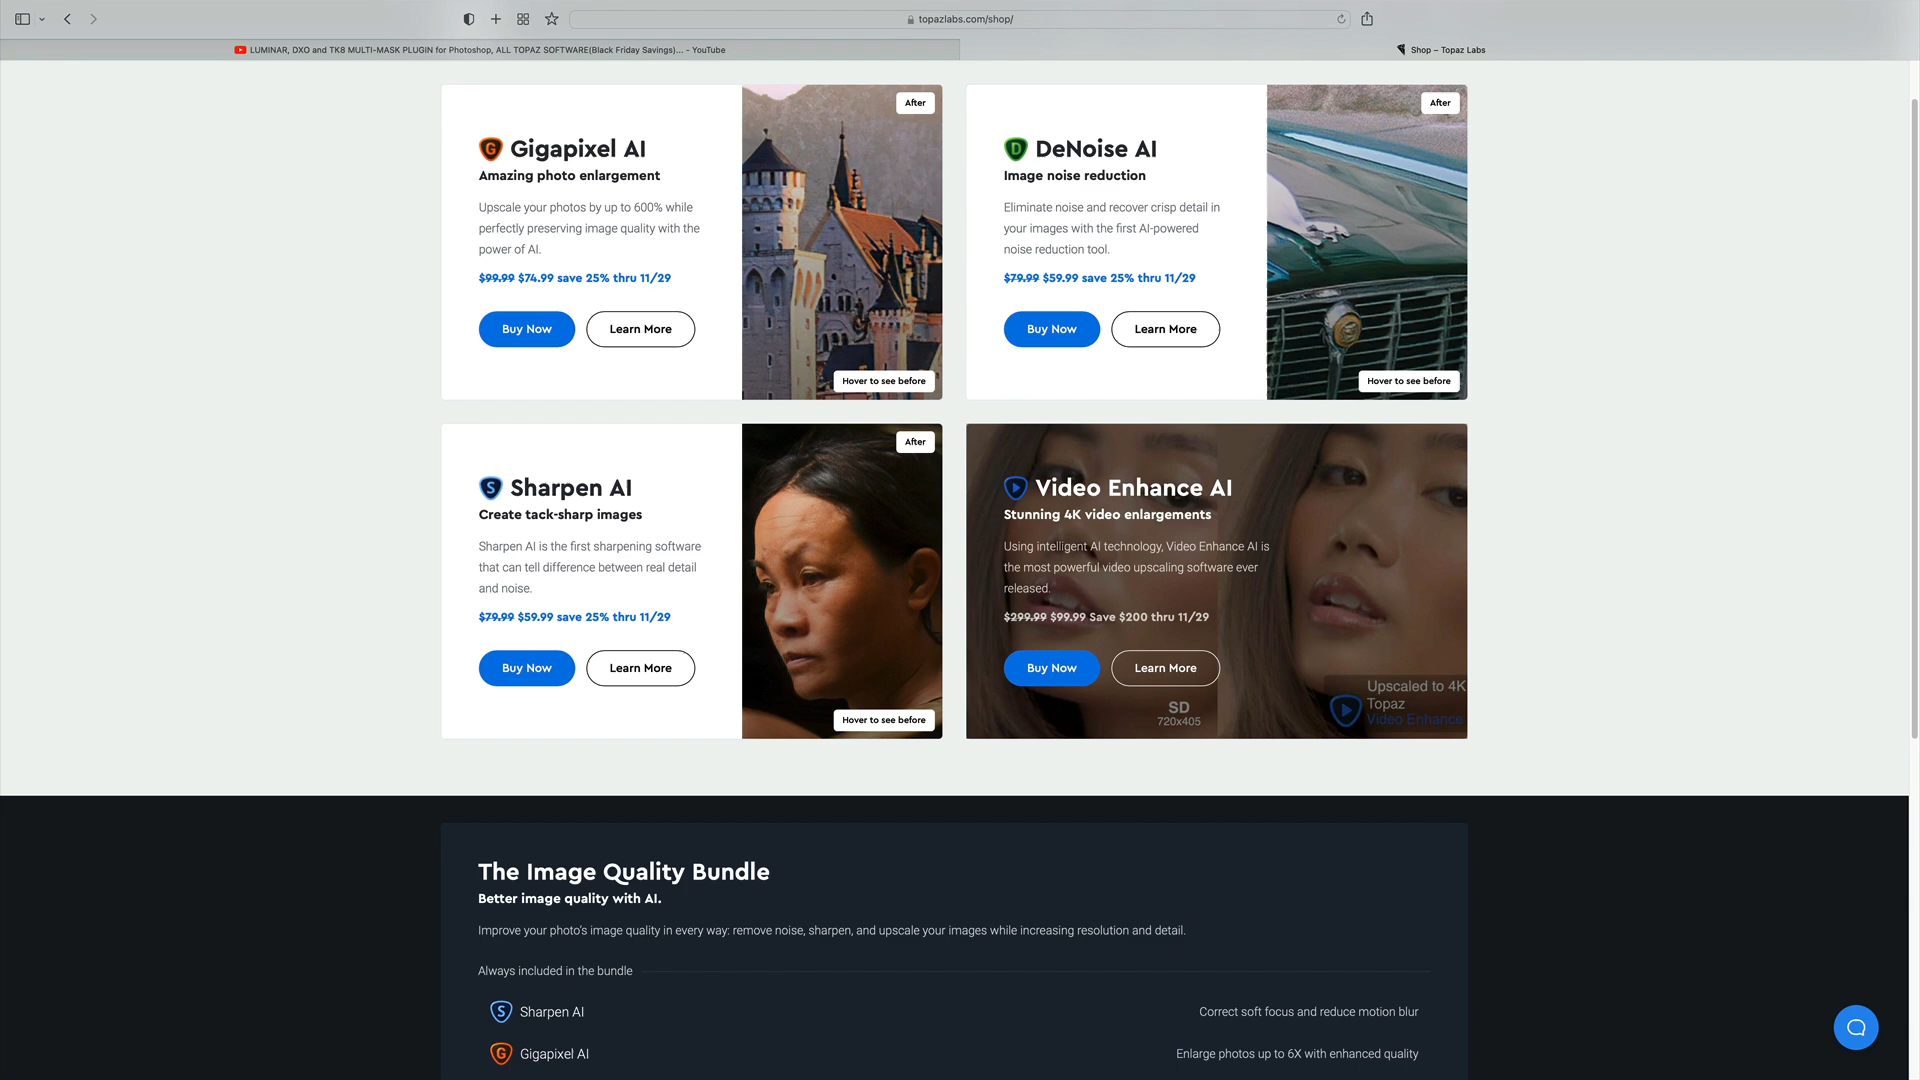 topazlabs.com/shop/
LUMINAR, DXO and TK8 MULTI-MASK PLUGIN for Photoshop, ALL TOPAZ SOFTWARE(Black Friday Savings)... - YouTube
Shop – Topaz Labs
After
G Gigapixel AI
Amazing photo enlargement
Upscale your photos by up to 600% while
perfectly preserving image quality with the
power of AI.
$99.99 $74.99 save 25% thru 11/29
Buy Now
Learn More
Hover to see before
After
D DeNoise AI
Image noise reduction
Eliminate noise and recover crisp detail in
your images with the first AI-powered
noise reduction tool.
$79.99 $59.99 save 25% thru 11/29
Buy Now
Learn More
Hover to see before
After
S Sharpen AI
Create tack-sharp images
Sharpen AI is the first sharpening software
that can tell difference between real detail
and noise.
$79.99 $59.99 save 25% thru 11/29
Buy Now
Learn More
Hover to see before
Video Enhance AI
Stunning 4K video enlargements
Using intelligent AI technology, Video Enhance AI is
the most powerful video upscaling software ever
released.
$299.99 $99.99 Save $200 thru 11/29
Buy Now
Learn More
SD
720x405
Upscaled to 4K
Topaz
Video Enhance
The Image Quality Bundle
Better image quality with AI.
Improve your photo's image quality in every way: remove noise, sharpen, and upscale your images while increasing resolution and detail.
Always included in the bundle
S Sharpen AI
Correct soft focus and reduce motion blur
G Gigapixel AI
Enlarge photos up to 6X with enhanced quality